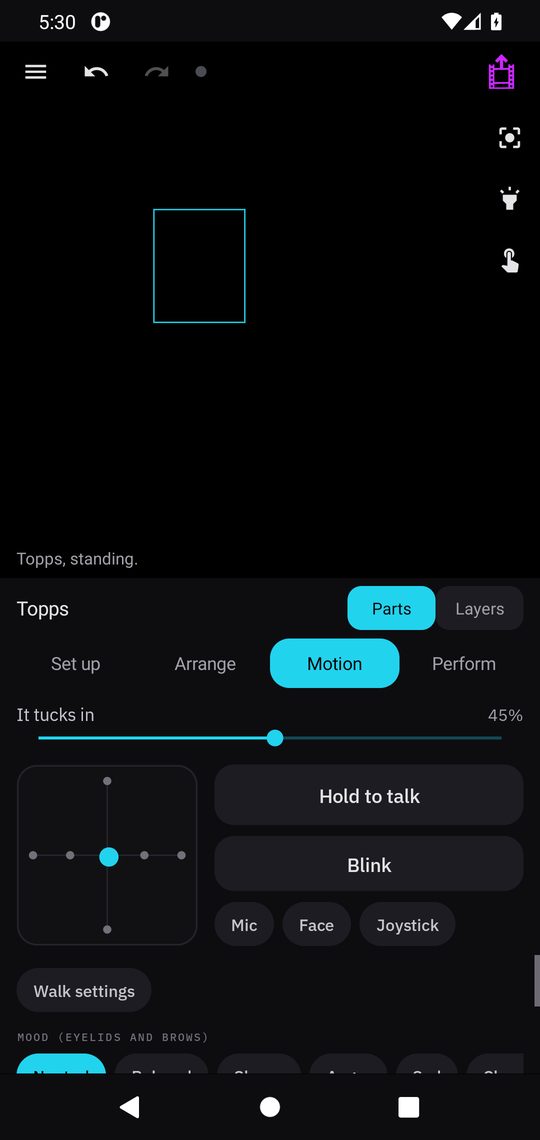 5:30
Topps, standing.
Topps
Parts
Layers
Set up
Arrange
Motion
Perform
It tucks in
45%
Hold to talk
Blink
Mic
Face
Joystick
Walk settings
MOOD (EYELIDS AND BROWS)
Neutral